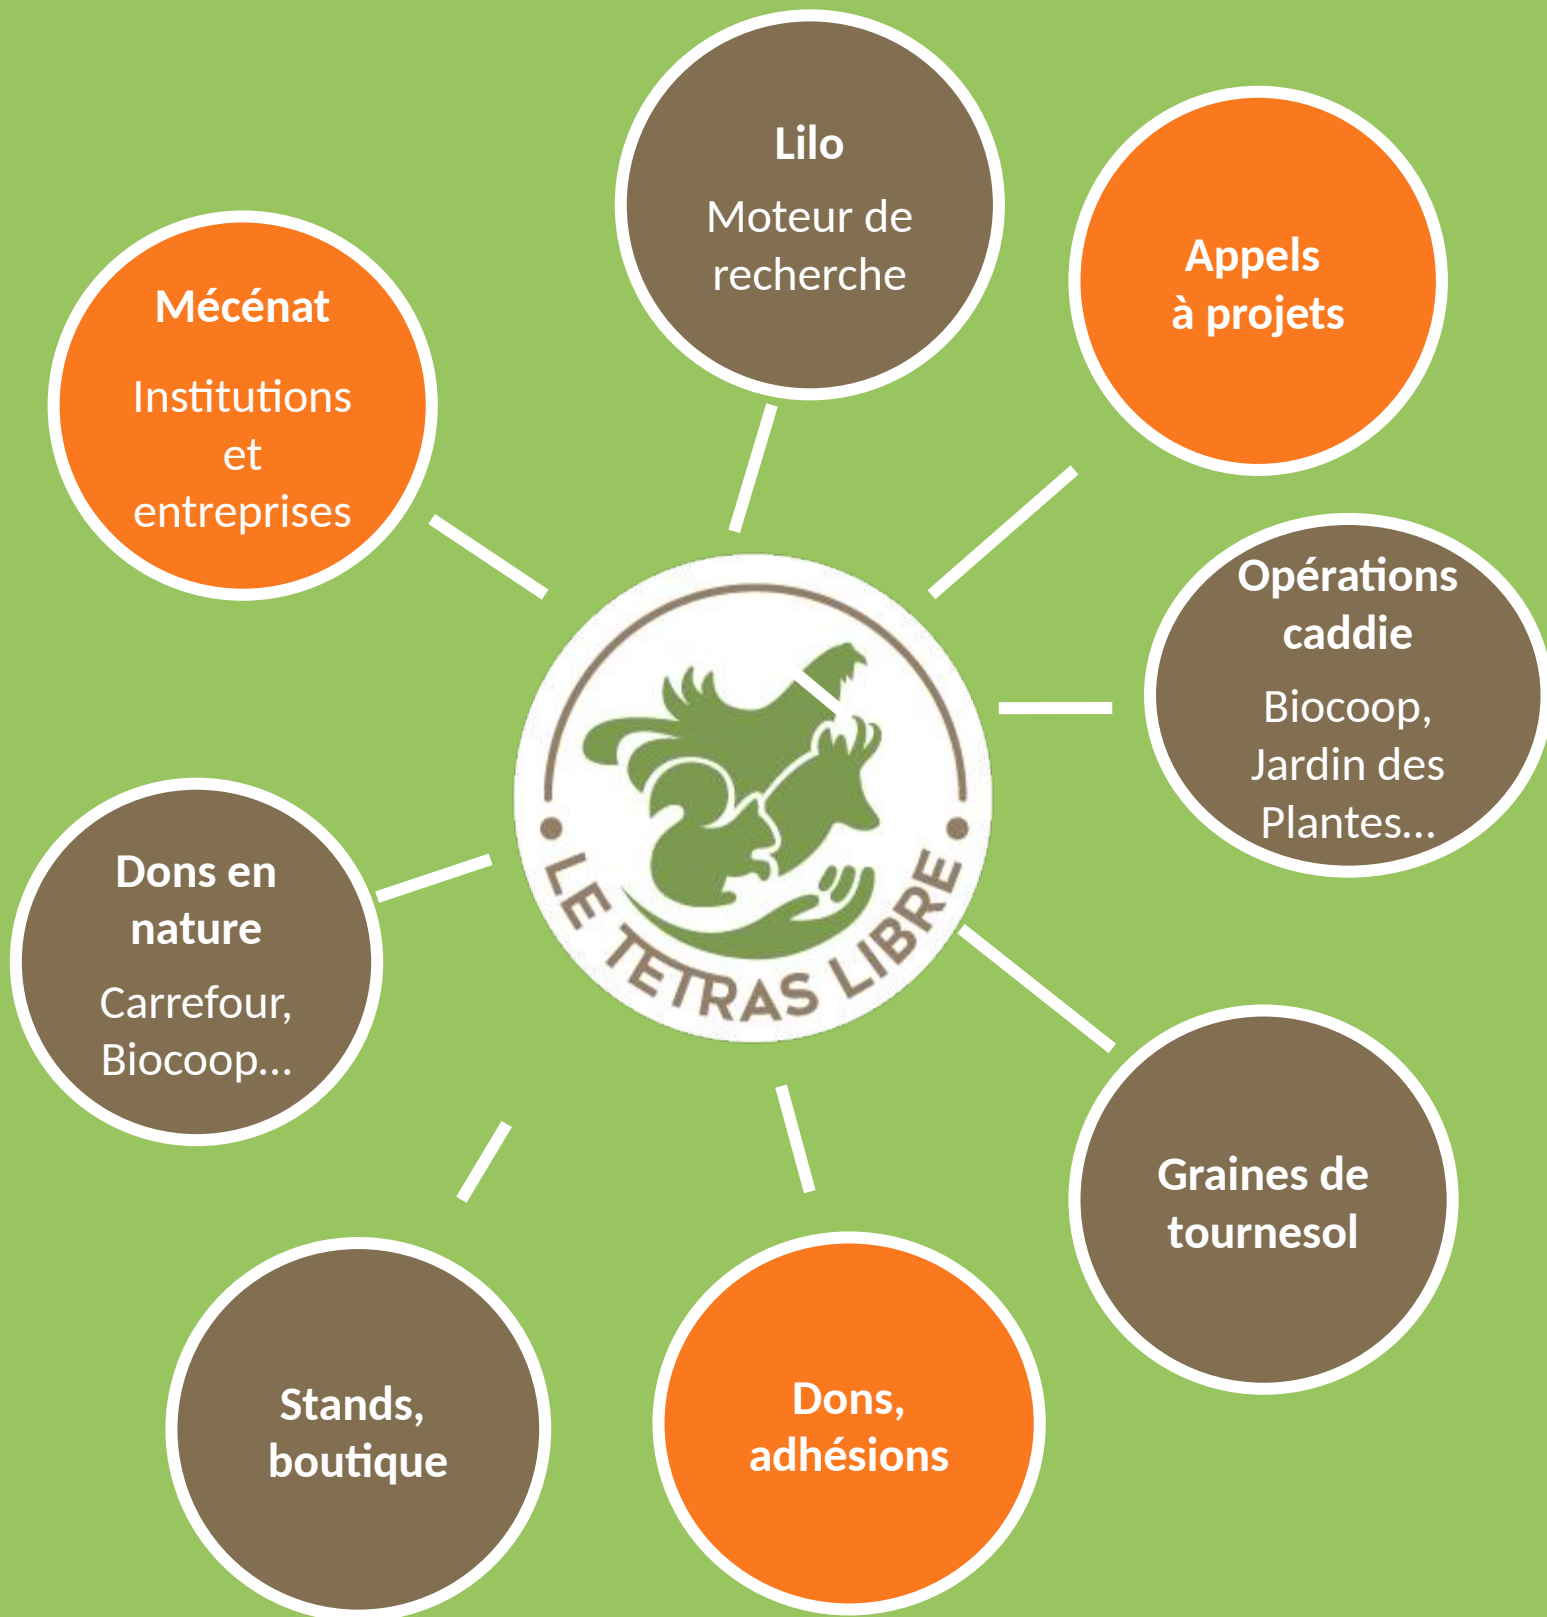 Lilo
Moteur de
recherche
Appels
à projets
Mécénat
Institutions
et
entreprises
Opérations
caddie
Biocoop,
Jardin des
Plantes...
LE TETRAS LIBRE
Dons en
nature
Carrefour,
Biocoop...
Graines de
tournesol
Stands,
boutique
Dons,
adhésions